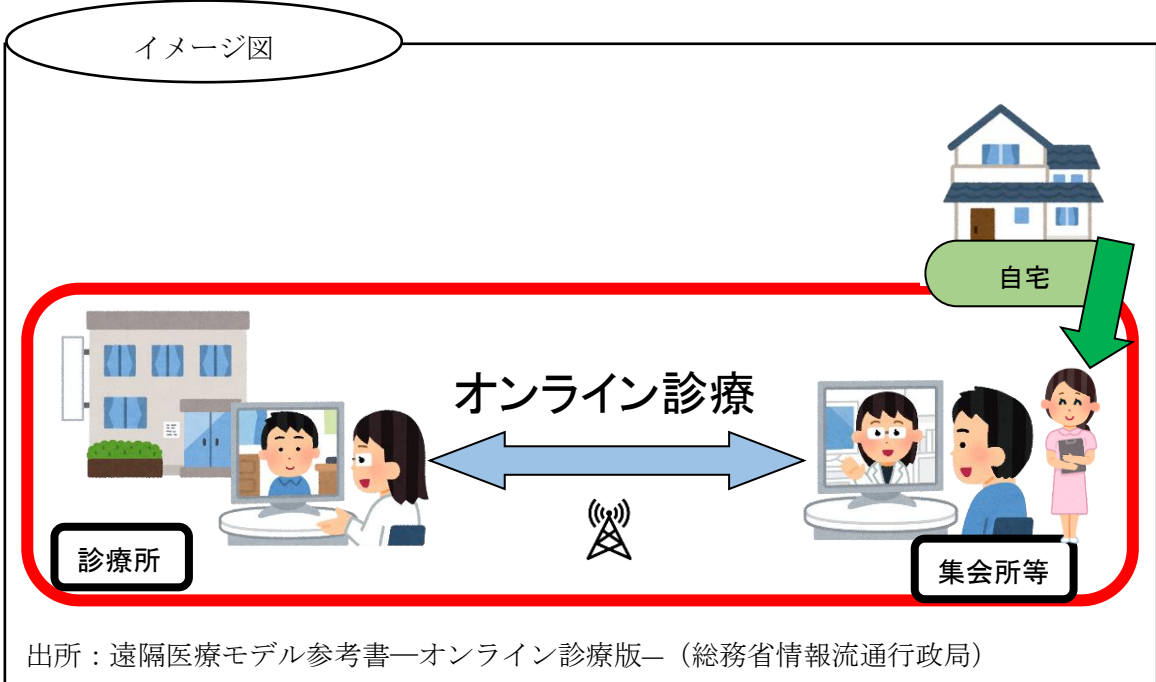 イメージ図
自宅
オンライン診療
診療所
集会所等
出所：遠隔医療モデル参考書―オンライン診療版―（総務省情報流通行政局）